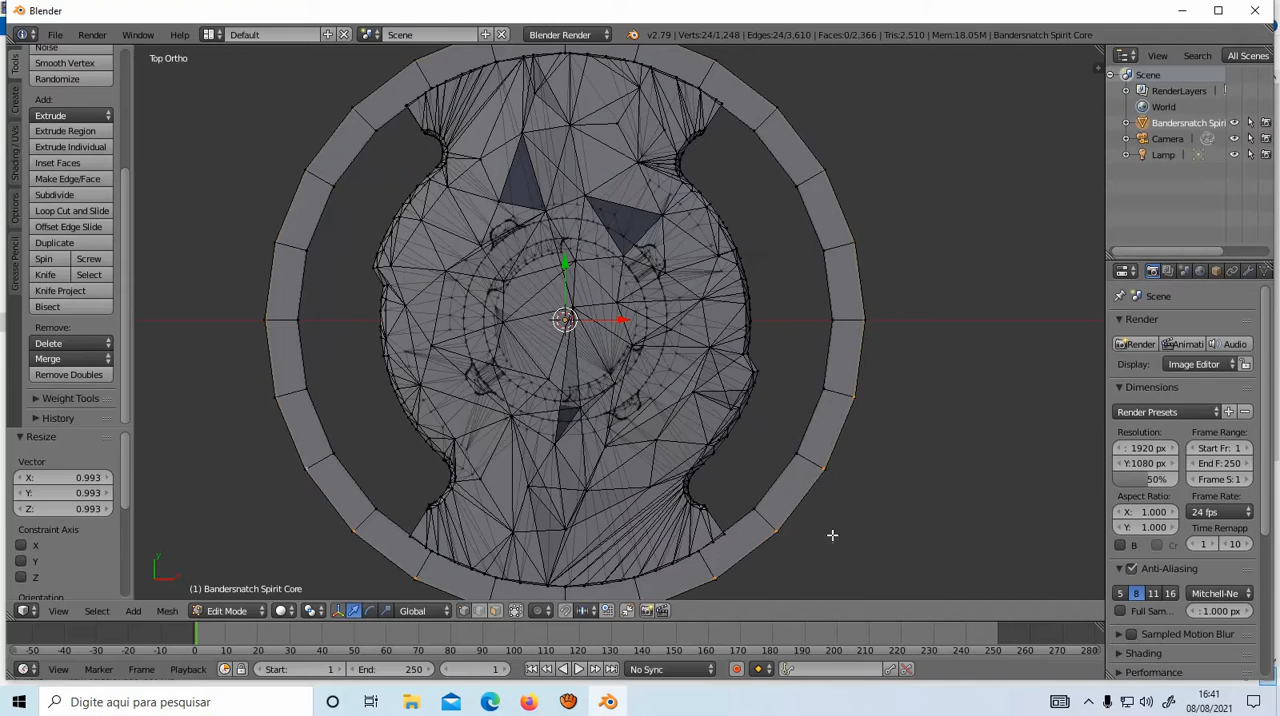 Blender
File Render Window Help Default Scene Blender Render v2.79 | Verts:24/1,248 | Edges:24/3,610 | Faces:0/2,366 | Tris:2,510 | Mem:18.05M | Bandersnatch Spirit Core
Noise
Smooth Vertex
Randomize
Add:
Extrude
Extrude Region
Extrude Individual
Inset Faces
Make Edge/Face
Subdivide
Loop Cut and Slide
Offset Edge Slide
Duplicate
Spin Screw
Knife Select
Knife Project
Bisect
Remove:
Delete
Merge
Remove Doubles
Weight Tools
History
Tools
Create
Shading / UVs
Options
Grease Pencil
Resize
Vector
X: 0.993
Y: 0.993
Z: 0.993
Constraint Axis
X
Y
Z
Orientation
Top Ortho
(1) Bandersnatch Spirit Core
View Search All Scenes
Scene
RenderLayers
World
Bandersnatch Spiri
Camera
Lamp
Scene
Render
Render Animati Audio
Display: Image Editor
Dimensions
Render Presets
Resolution: Frame Range:
: 1920 px Start Fr: 1
Y:1080 px End F: 250
50% Frame S: 1
Aspect Ratio: Frame Rate:
X: 1.000 24 fps
Y: 1.000 Time Remapp
B Cr : 1 : 10
Anti-Aliasing
5 8 11 16 Mitchell-Ne
Full Sam... : 1.000 px
Sampled Motion Blur
Shading
Performance
View Select Add Mesh Edit Mode Global
-50 -40 -30 -20 -10 0 10 20 30 40 50 60 70 80 90 100 110 120 130 140 150 160 170 180 190 200 210 220 230 240 250 260 270 280
View Marker Frame Playback Start: 1 End: 250 1 No Sync
Digite aqui para pesquisar
16:41
08/08/2021